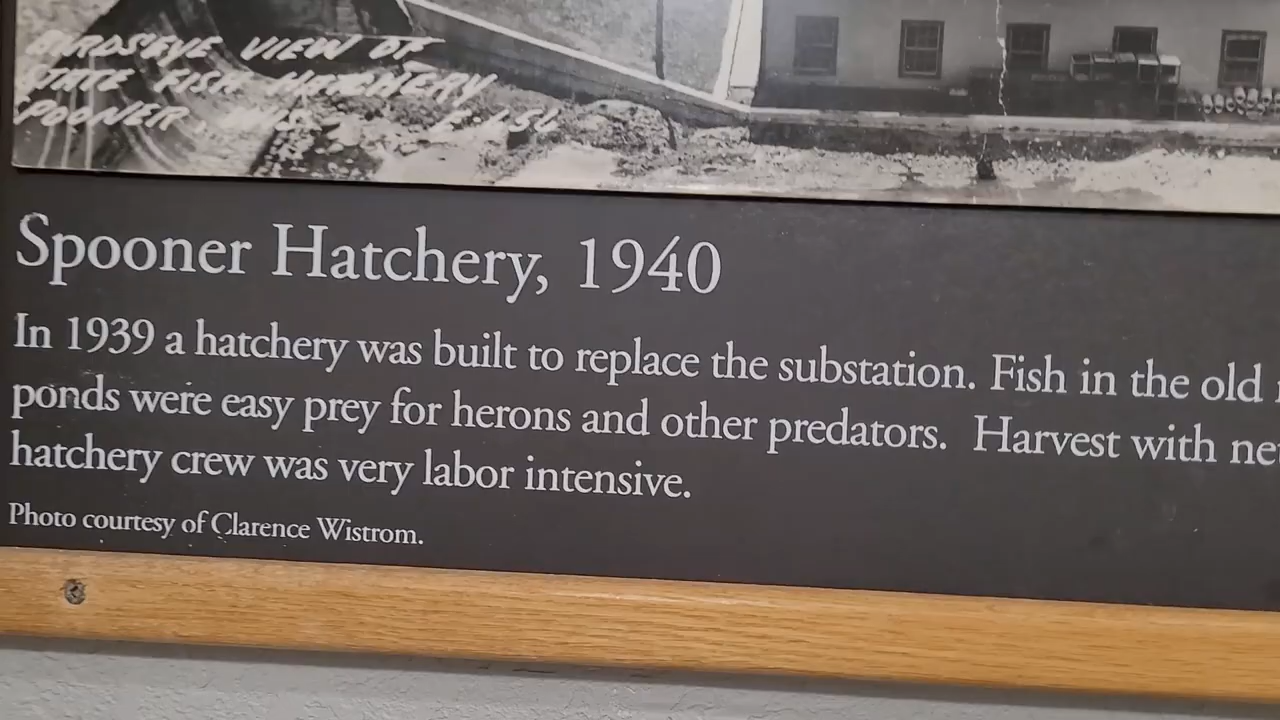 BIRDSEYE VIEW OF
STATE FISH HATCHERY
SPOONER, WIS.
Spooner Hatchery, 1940
In 1939 a hatchery was built to replace the substation. Fish in the old
ponds were easy prey for herons and other predators. Harvest with
hatchery crew was very labor intensive.
Photo courtesy of Clarence Wistrom.